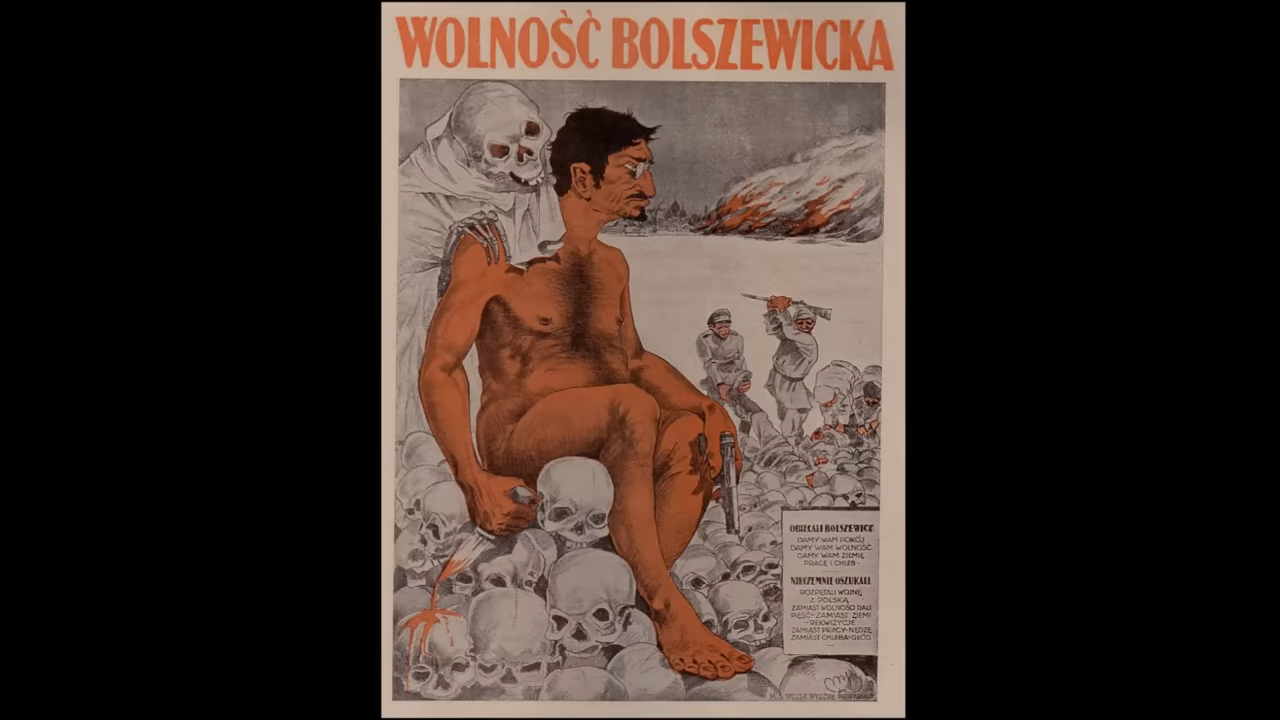 WOLNOŚĆ BOLSZEWICKA
OBIECALI BOLSZEWICY:
DAMY WAM POKÓJ
DAMY WAM WOLNOŚĆ
DAMY WAM ZIEMIĘ
PRACĘ I CHLEB -
NIKCZEMNIE OSZUKALI
ROZPĘTALI WOJNĘ
Z POLSKĄ
ZAMIAST WOLNOŚCI DALI
PIĘŚĆ - ZAMIAST ZIEMI
- REKWIZYCJE
ZAMIAST PRACY - NĘDZĘ
ZAMIAST CHLEBA - GŁÓD.